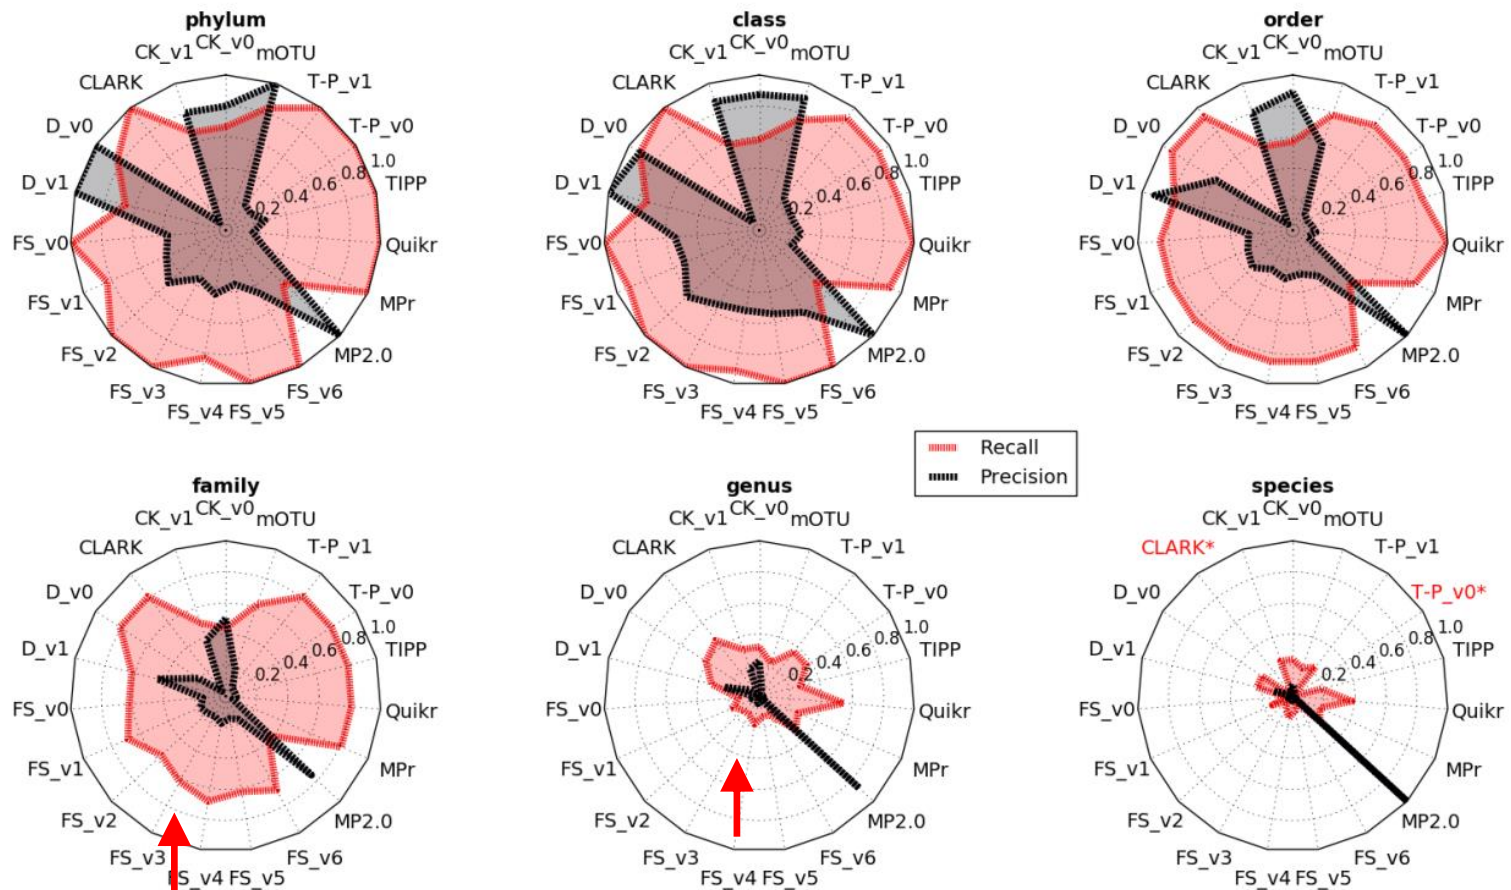 phylum
CK_v0
CK_v1
mOTU
CLARK
T-P_v1
D_v0
T-P_v0
D_v1
TIPP
0.2 0.4 0.6 0.8 1.0
FS_v0
Quikr
FS_v1
MPr
FS_v2
MP2.0
FS_v3
FS_v6
FS_v4 FS_v5
class
CK_v0
CK_v1
mOTU
CLARK
T-P_v1
D_v0
T-P_v0
D_v1
TIPP
0.2 0.4 0.6 0.8 1.0
FS_v0
Quikr
FS_v1
MPr
FS_v2
MP2.0
FS_v3
FS_v6
FS_v4 FS_v5
order
CK_v0
CK_v1
mOTU
CLARK
T-P_v1
D_v0
T-P_v0
D_v1
TIPP
0.2 0.4 0.6 0.8 1.0
FS_v0
Quikr
FS_v1
MPr
FS_v2
MP2.0
FS_v3
FS_v6
FS_v4 FS_v5
Recall
Precision
family
CK_v0
CK_v1
mOTU
CLARK
T-P_v1
D_v0
T-P_v0
D_v1
TIPP
0.2 0.4 0.6 0.8 1.0
FS_v0
Quikr
FS_v1
MPr
FS_v2
MP2.0
FS_v3
FS_v6
FS_v4 FS_v5
genus
CK_v0
CK_v1
mOTU
CLARK
T-P_v1
D_v0
T-P_v0
D_v1
TIPP
0.2 0.4 0.6 0.8 1.0
FS_v0
Quikr
FS_v1
MPr
FS_v2
MP2.0
FS_v3
FS_v6
FS_v4 FS_v5
species
CK_v0
CK_v1
mOTU
CLARK*
T-P_v1
D_v0
T-P_v0*
D_v1
TIPP
0.2 0.4 0.6 0.8 1.0
FS_v0
Quikr
FS_v1
MPr
FS_v2
MP2.0
FS_v3
FS_v6
FS_v4 FS_v5